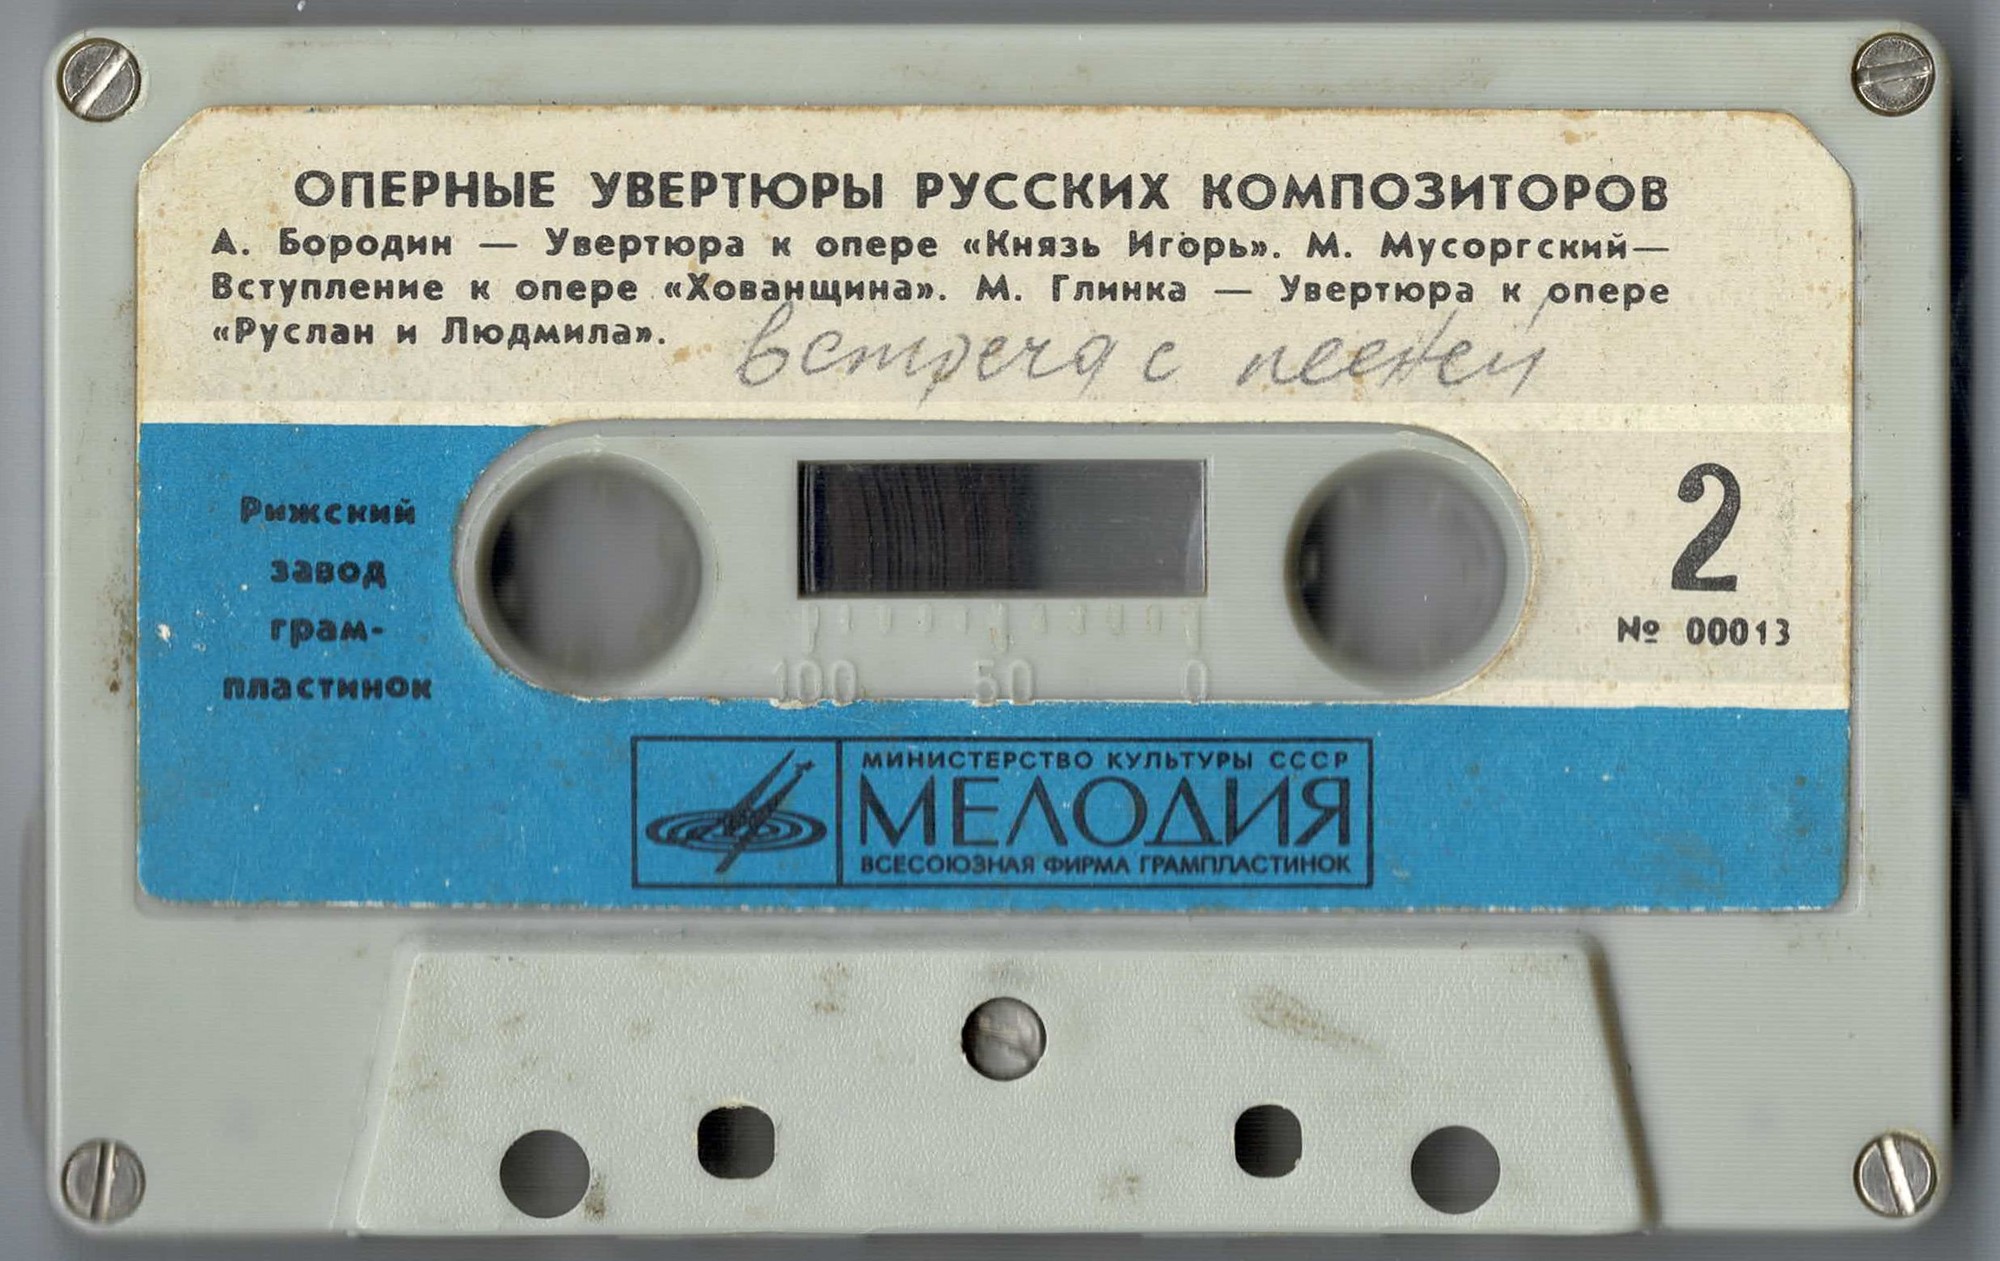 ОПЕРНЫЕ УВЕРТЮРЫ РУССКИХ КОМПОЗИТОРОВ
А. Бородин — Увертюра к опере «Князь Игорь». М. Мусоргский—
Вступление к опере «Хованщина». М. Глинка — Увертюра к опере
«Руслан и Людмила».
встреча с песней
Рижский
завод
грам-
пластинок
2
№ 00013
100 50 0
МИНИСТЕРСТВО КУЛЬТУРЫ СССР
МЕЛОДИЯ
ВСЕСОЮЗНАЯ ФИРМА ГРАМПЛАСТИНОК